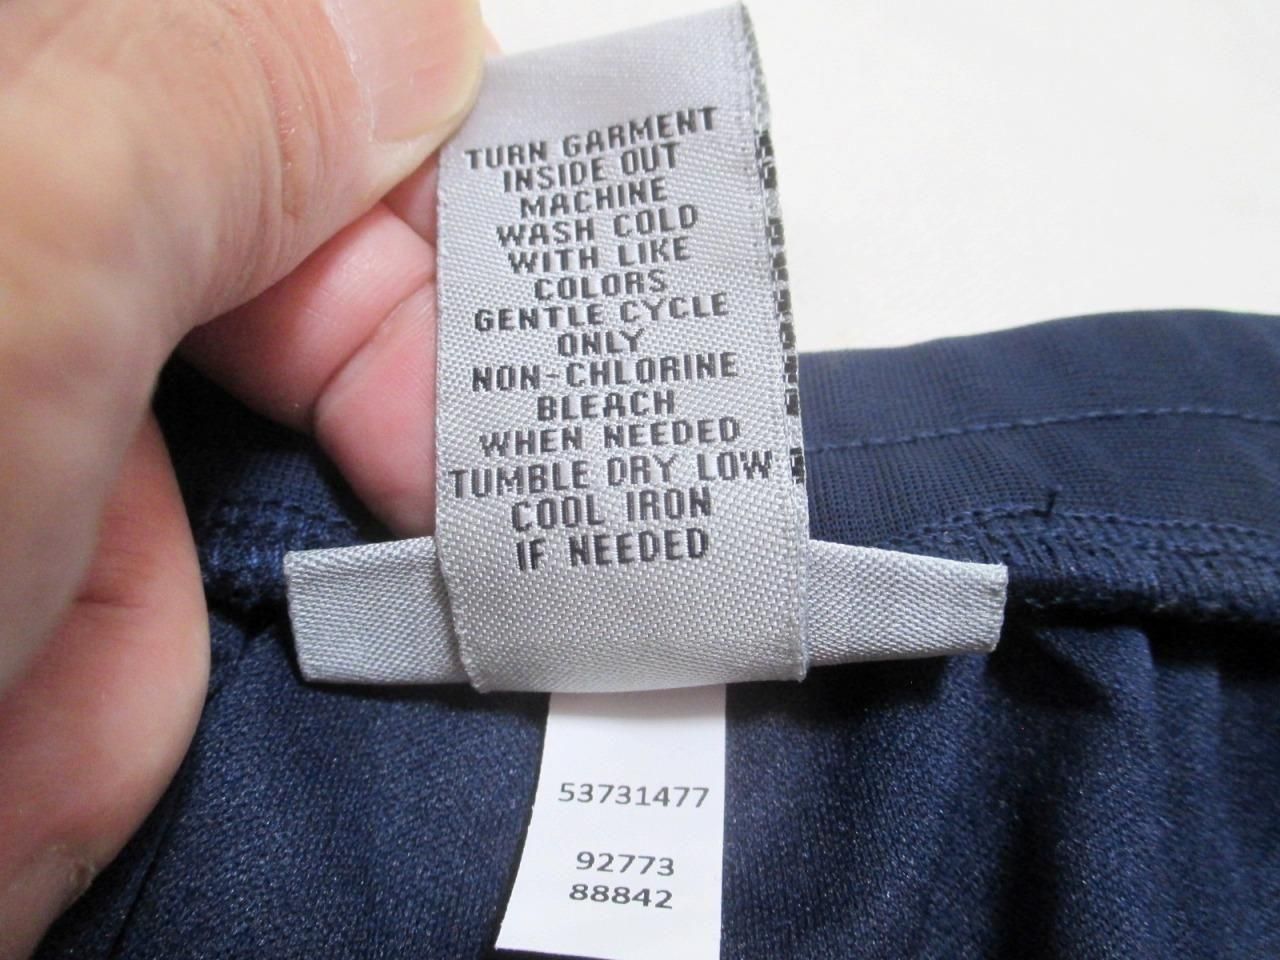 TURN GARMENT
INSIDE OUT
MACHINE
WASH COLD
WITH LIKE
COLORS
GENTLE CYCLE
ONLY
NON-CHLORINE
BLEACH
WHEN NEEDED
TUMBLE DRY LOW
COOL IRON
IF NEEDED
53731477
92773
88842